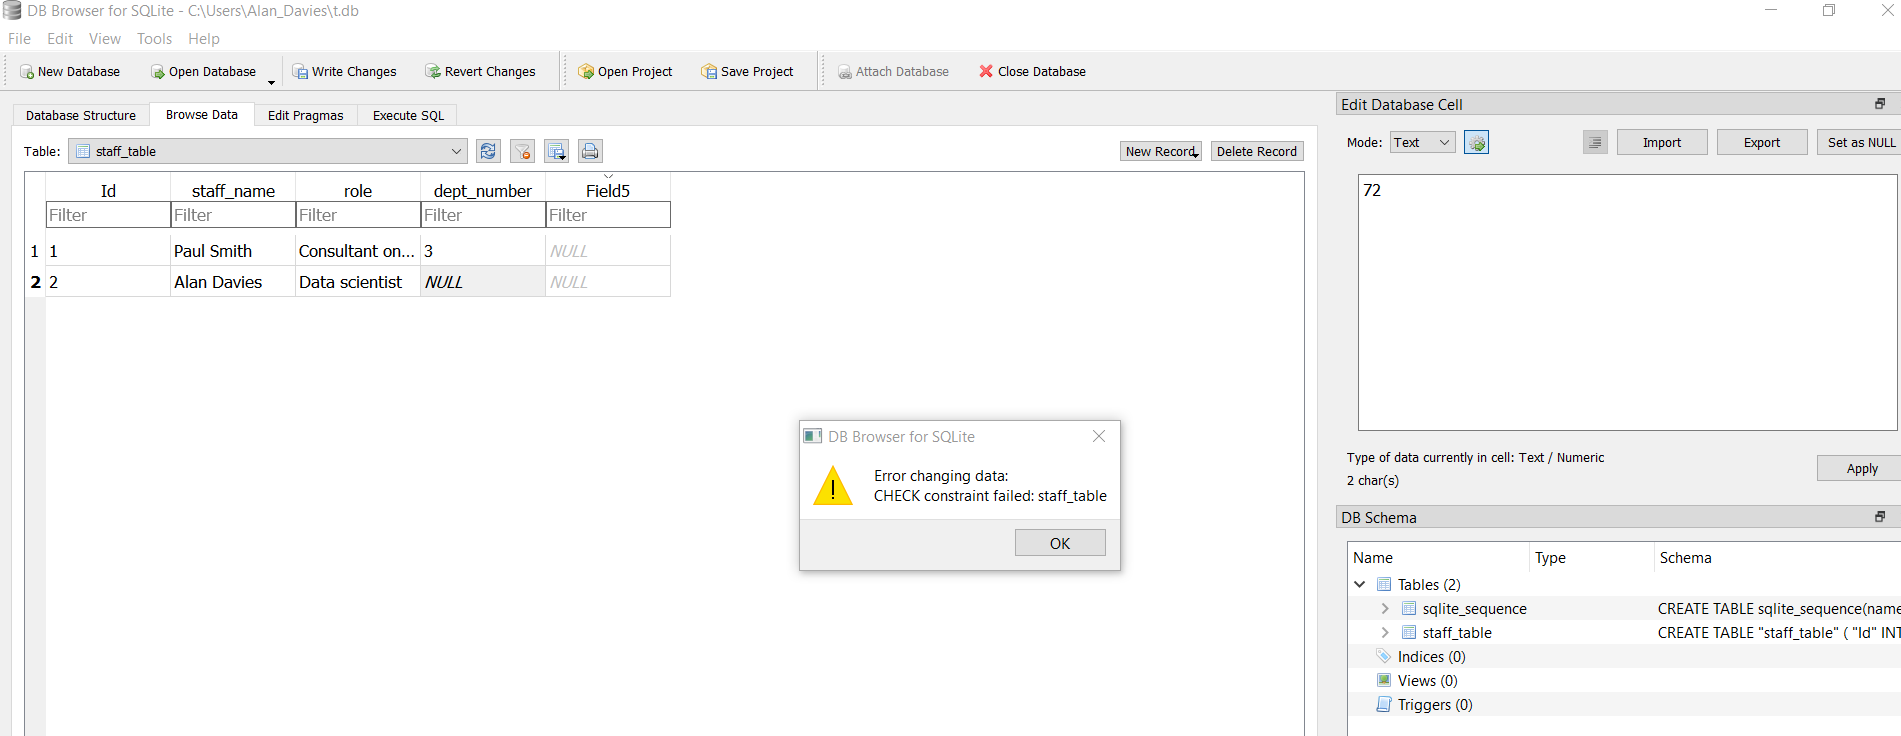 DB Browser for SQLite - C:\Users\Alan_Davies\t.db
File Edit View Tools Help
New Database Open Database Write Changes Revert Changes Open Project Save Project Attach Database Close Database
Database Structure Browse Data Edit Pragmas Execute SQL
Table: staff_table New Record Delete Record
Id staff_name role dept_number Field5
Filter Filter Filter Filter Filter
1 1 Paul Smith Consultant on... 3 NULL
2 2 Alan Davies Data scientist NULL NULL
DB Browser for SQLite
Error changing data:
CHECK constraint failed: staff_table
OK
Edit Database Cell
Mode: Text Import Export Set as NULL
72
Type of data currently in cell: Text / Numeric
2 char(s)
Apply
DB Schema
Name Type Schema
Tables (2)
sqlite_sequence CREATE TABLE sqlite_sequence(name
staff_table CREATE TABLE "staff_table" ( "Id" INT
Indices (0)
Views (0)
Triggers (0)